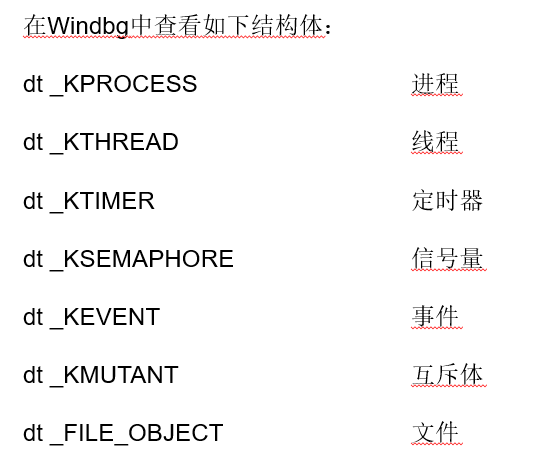 在Windbg中查看如下结构体：
dt _KPROCESS 进程
dt _KTHREAD 线程
dt _KTIMER 定时器
dt _KSEMAPHORE 信号量
dt _KEVENT 事件
dt _KMUTANT 互斥体
dt _FILE_OBJECT 文件